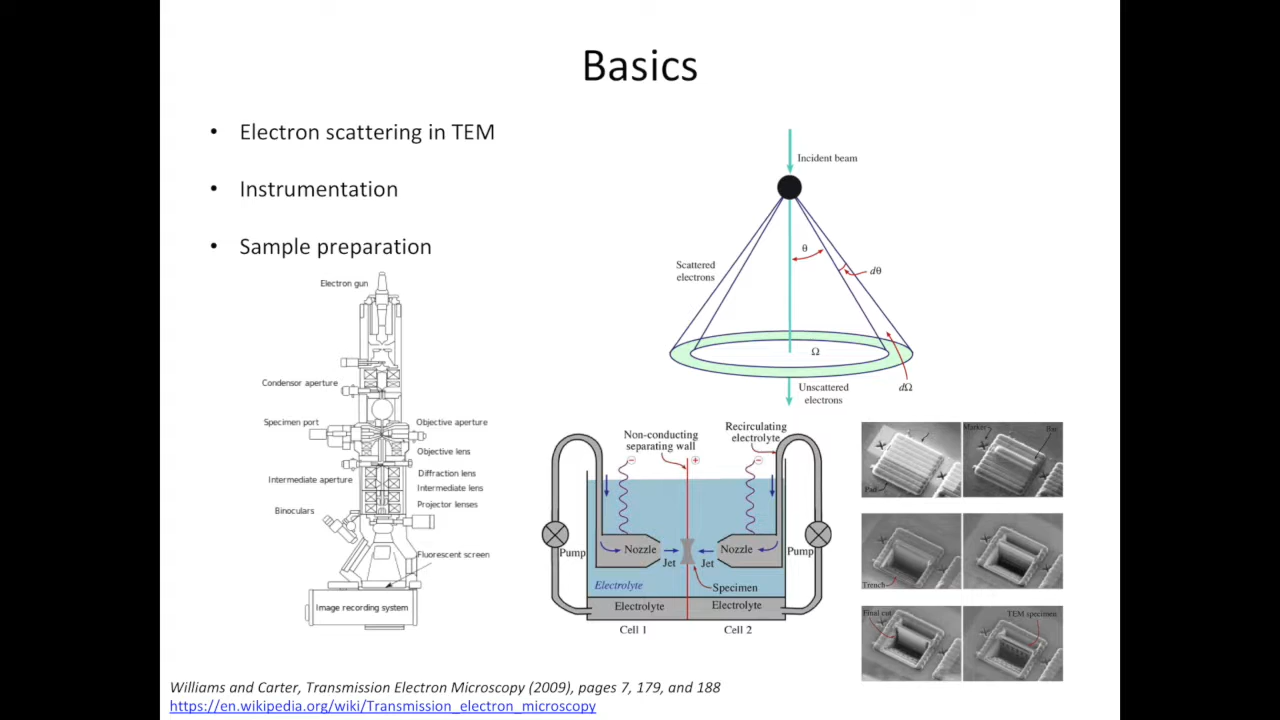 Basics
• Electron scattering in TEM
• Instrumentation
• Sample preparation
Incident beam
θ
dθ
Scattered
electrons
Ω
dΩ
Unscattered
electrons
Electron gun
Condensor aperture
Specimen port
Objective aperture
Objective lens
Diffraction lens
Intermediate aperture
Intermediate lens
Projector lenses
Binoculars
Fluorescent screen
Image recording system
Non-conducting
separating wall
Recirculating
electrolyte
−
+
−
Pump
Nozzle
Jet
Nozzle
Jet
Pump
Electrolyte
Specimen
Electrolyte
Electrolyte
Cell 1
Cell 2
Pad
Marker
Bar
Trench
Final cut
TEM specimen
Williams and Carter, Transmission Electron Microscopy (2009), pages 7, 179, and 188
https://en.wikipedia.org/wiki/Transmission_electron_microscopy